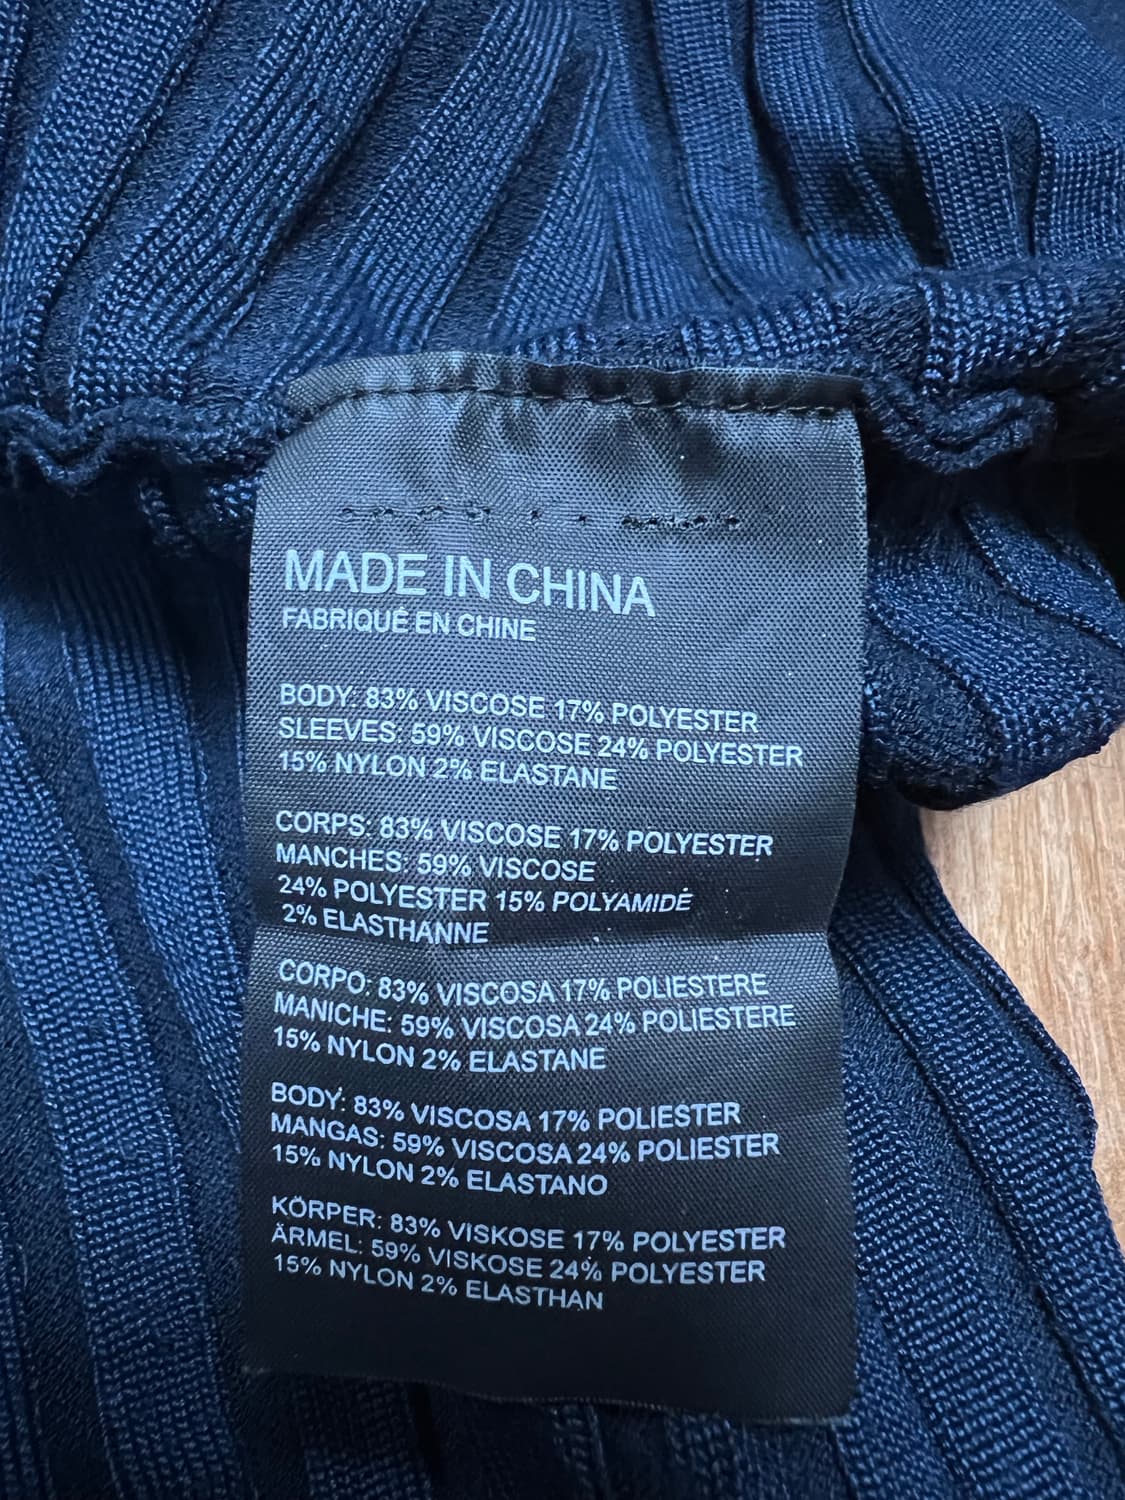 MADE IN CHINA
FABRIQUÉ EN CHINE
BODY: 83% VISCOSE 17% POLYESTER
SLEEVES: 59% VISCOSE 24% POLYESTER
15% NYLON 2% ELASTANE
CORPS: 83% VISCOSE 17% POLYESTER
MANCHES: 59% VISCOSE
24% POLYESTER 15% POLYAMIDÉ
2% ELASTHANNE
CORPO: 83% VISCOSA 17% POLIESTERE
MANICHE: 59% VISCOSA 24% POLIESTERE
15% NYLON 2% ELASTANE
BODY: 83% VISCOSA 17% POLIESTER
MANGAS: 59% VISCOSA 24% POLIESTER
15% NYLON 2% ELASTANO
KÖRPER: 83% VISKOSE 17% POLYESTER
ÄRMEL: 59% VISKOSE 24% POLYESTER
15% NYLON 2% ELASTHAN